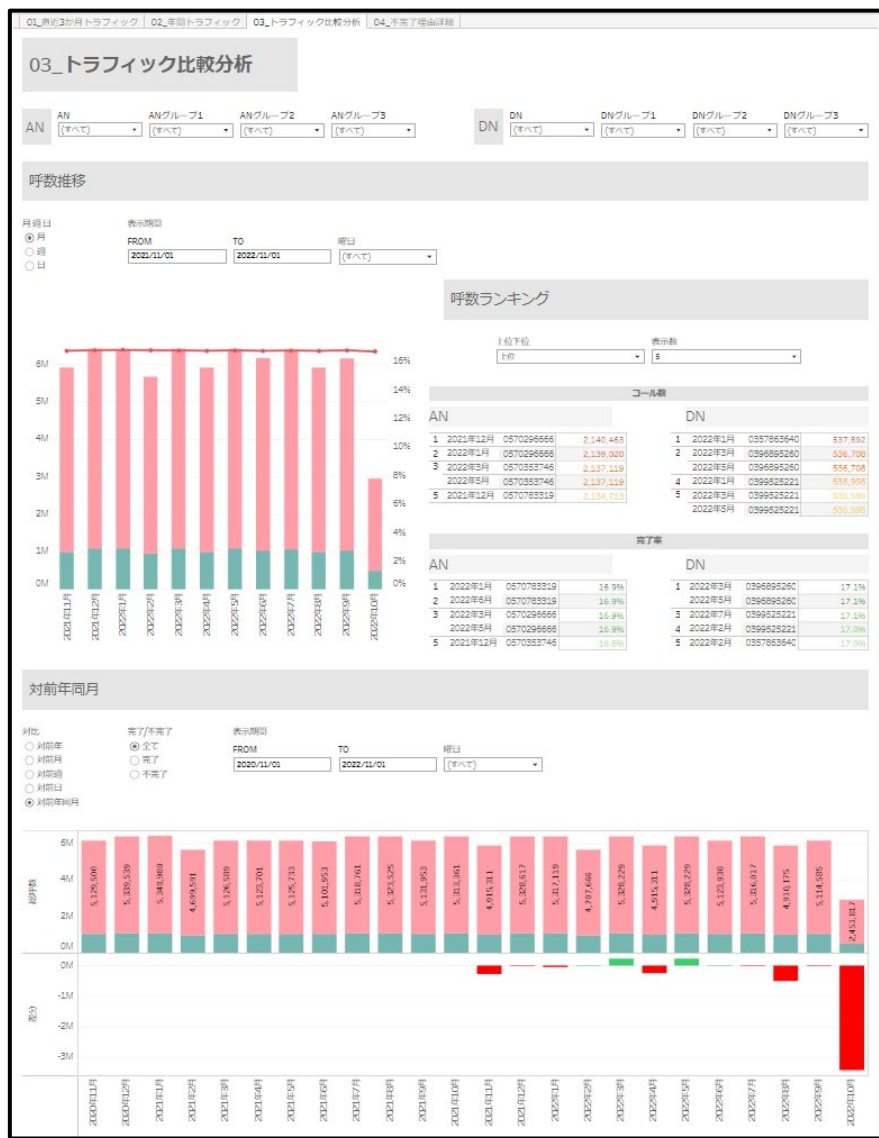 01_直近3か月トラフィック 02_年間トラフィック 03_トラフィック比較分析 04_不完了理由詳細
03_トラフィック比較分析
AN DN
AN ANグループ1 ANグループ2 ANグループ3 DN DNグループ1 DNグループ2 DNグループ3
(すべて) (すべて) (すべて) (すべて) (すべて) (すべて) (すべて) (すべて)
呼数推移
月週日 表示期間
月 FROM TO 曜日
週 2021/11/01 2022/11/01 (すべて)
日
呼数ランキング
上位下位 表示数
上位 5
6M 16%
5M 14%
4M 12%
3M 10%
2M 8%
1M 6%
0M 4%
2%
0%
2021年11月 2021年12月 2022年1月 2022年2月 2022年3月 2022年4月 2022年5月 2022年6月 2022年7月 2022年8月 2022年9月 2022年10月
コール数
AN DN
1 2021年12月 0570296666 2,140,463 1 2022年1月 0357863640 537,892
2 2022年1月 0570296666 2,139,020 2 2022年3月 0396895260 536,708
3 2022年3月 0570353746 2,137,119 2022年5月 0396895260 536,708
2022年5月 0570353746 2,137,119 4 2022年1月 0399525221
5 2021年12月 0570783319 5 2022年3月 0399525221
2022年5月 0399525221
完了率
AN DN
1 2022年1月 0570783319 16.9% 1 2022年3月 0396895260 17.1%
2 2022年6月 0570783319 16.9% 2022年5月 0396895260 17.1%
3 2022年3月 0570296666 16.9% 3 2022年7月 0399525221 17.1%
2022年5月 0570296666 16.9% 4 2022年2月 0399525221 17.0%
5 2021年12月 0570353746 16.8% 5 2022年2月 0357863640 17.0%
対前年同月
対比 完了/不完了 表示期間
対前年 全て FROM TO 曜日
対前月 完了 2020/11/01 2022/11/01 (すべて)
対前週 不完了
対前日
対前年同月
総呼数
6M
4M
2M
0M
5,129,500 5,339,539 5,348,980 4,699,591 5,126,589 5,123,701 5,125,733 5,101,953 5,318,761 5,323,525 5,131,953 5,313,361 4,915,311 5,328,617 5,317,119 4,707,666 5,328,229 4,915,311 5,328,229 5,123,930 5,316,017 4,910,175 5,114,585 2,453,817
差分
0M
-1M
-2M
-3M
2020年11月 2020年12月 2021年1月 2021年2月 2021年3月 2021年4月 2021年5月 2021年6月 2021年7月 2021年8月 2021年9月 2021年10月 2021年11月 2021年12月 2022年1月 2022年2月 2022年3月 2022年4月 2022年5月 2022年6月 2022年7月 2022年8月 2022年9月 2022年10月